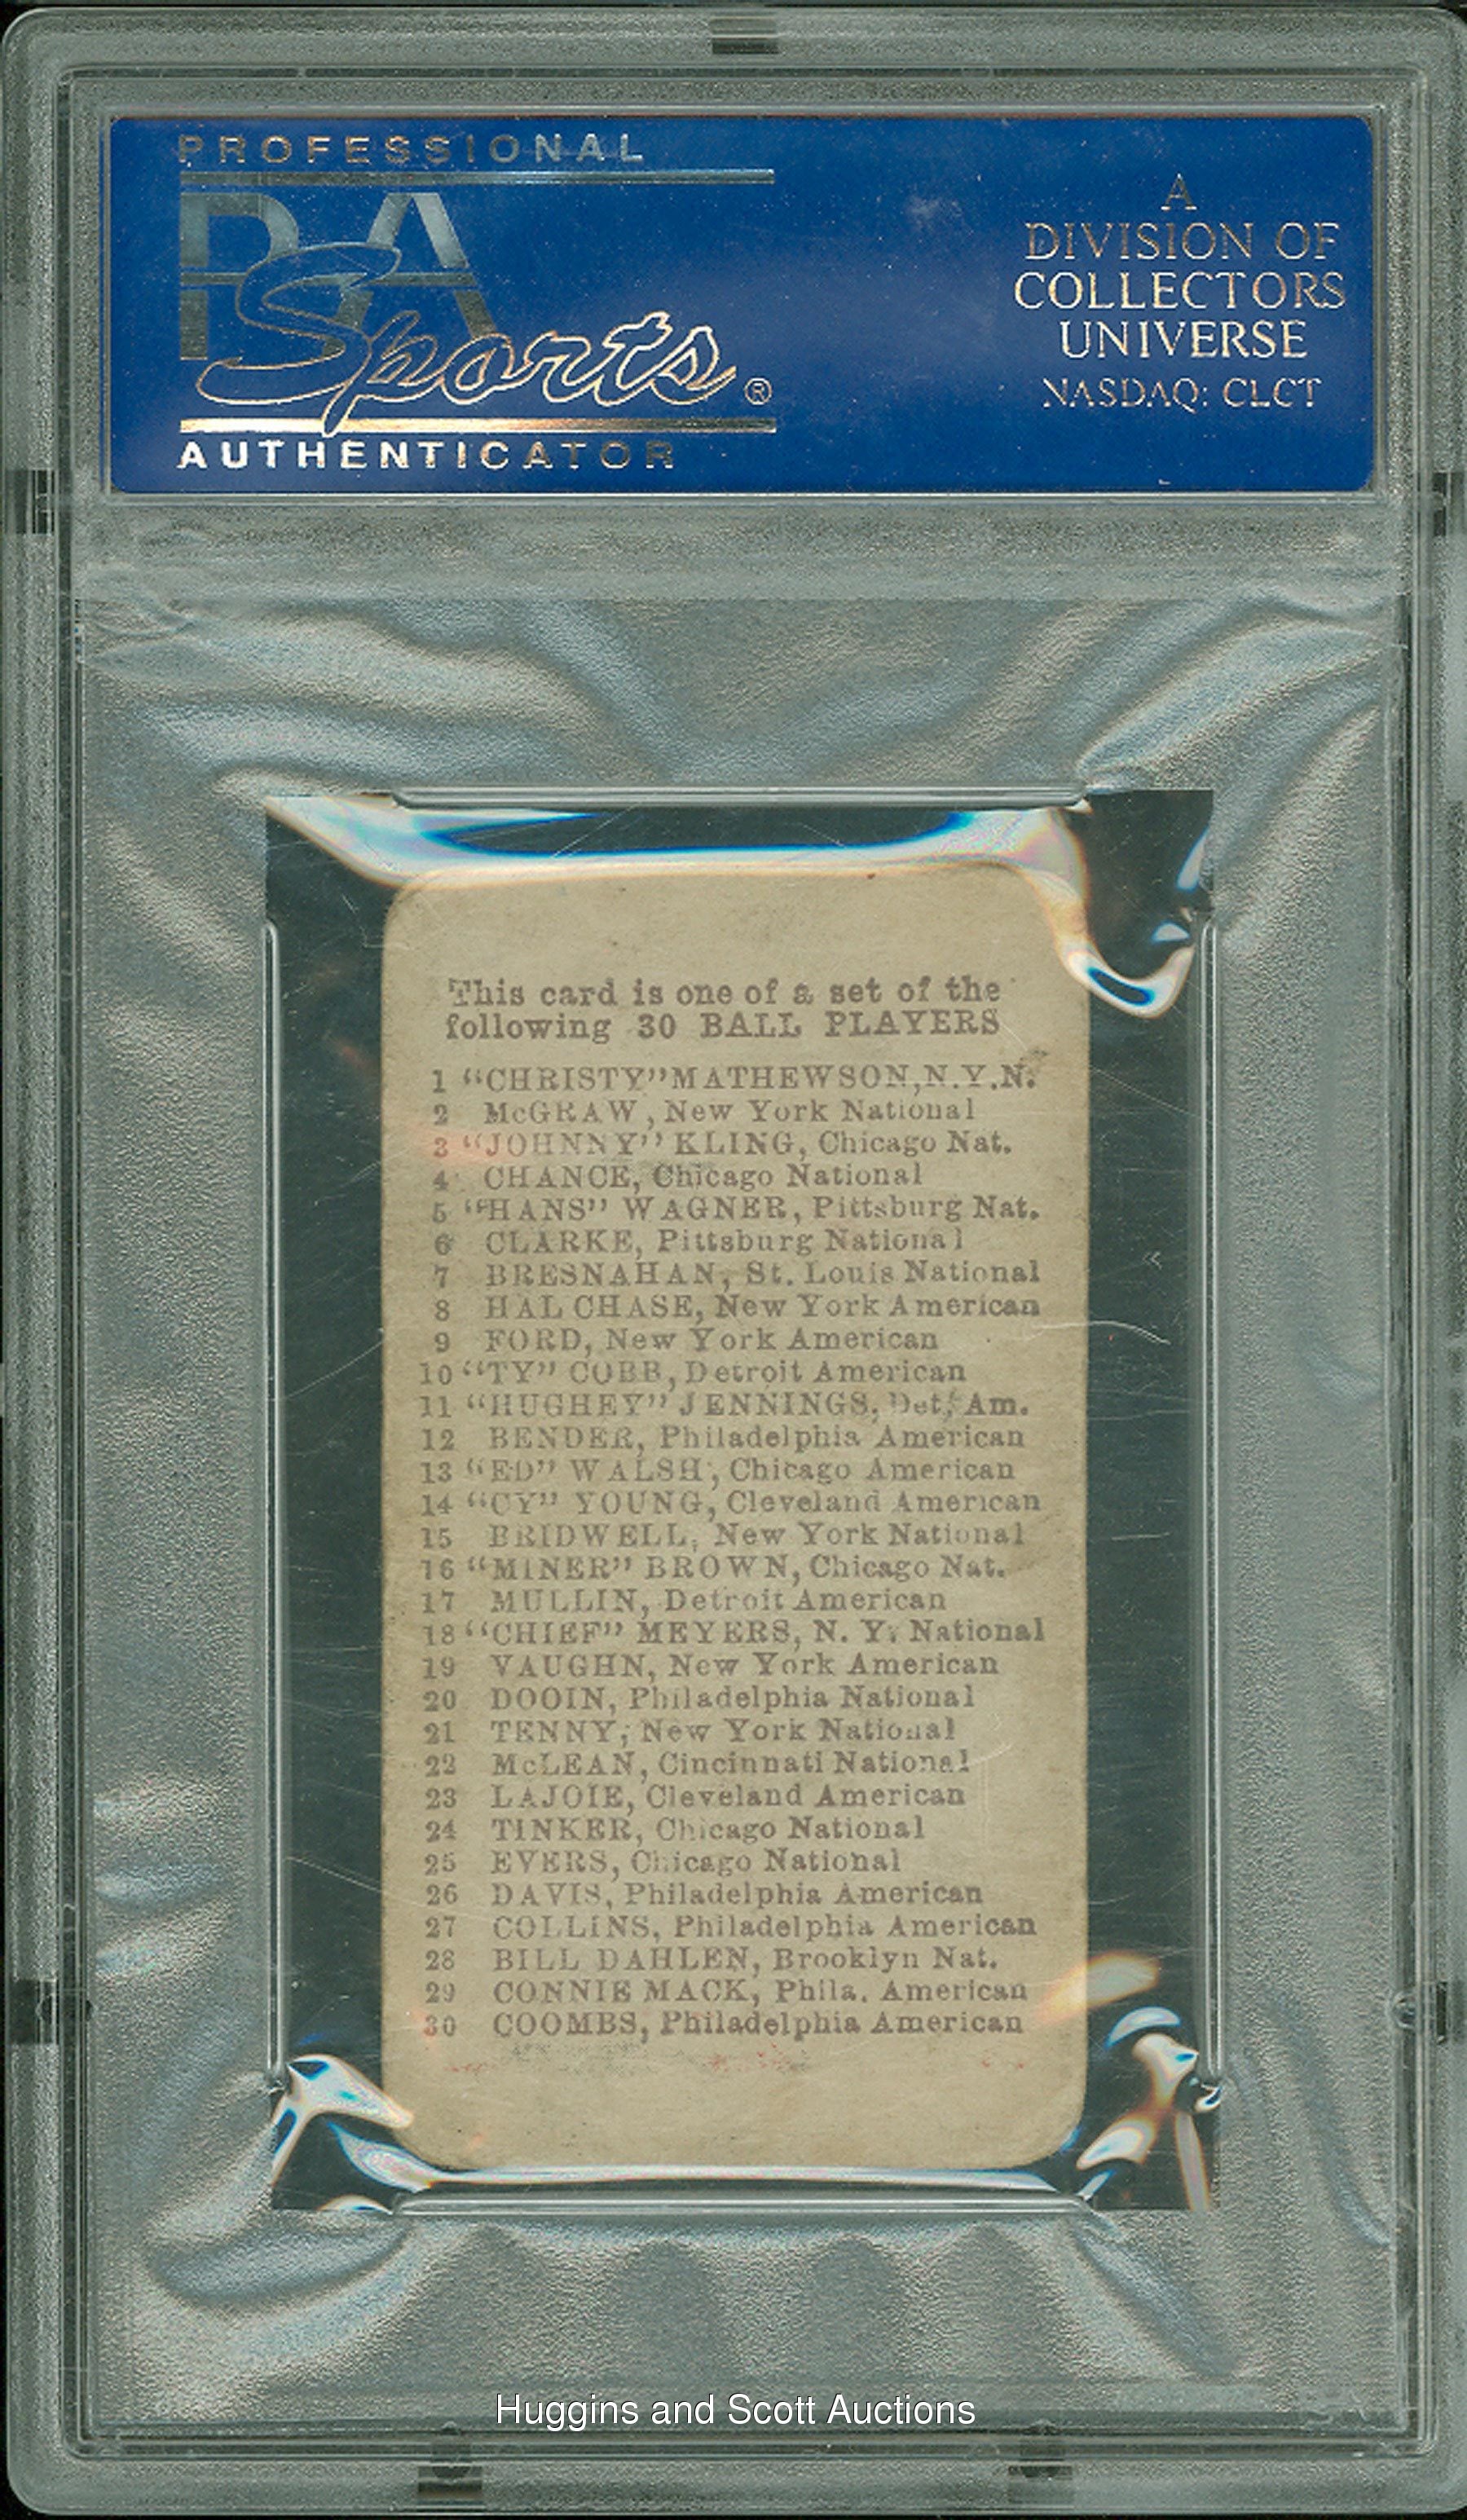 PROFESSIONAL
PSA
Sports®
AUTHENTICATOR
A
DIVISION OF
COLLECTORS
UNIVERSE
NASDAQ: CLCT
This card is one of a set of the
following 30 BALL PLAYERS
1 "CHRISTY" MATHEWSON, N.Y.N.
2 McGRAW, New York National
3 "JOHNNY" KLING, Chicago Nat.
4 CHANCE, Chicago National
5 "HANS" WAGNER, Pittsburg Nat.
6 CLARKE, Pittsburg National
7 BRESNAHAN, St. Louis National
8 HAL CHASE, New York American
9 FORD, New York American
10 "TY" COBB, Detroit American
11 "HUGHEY" JENNINGS, Det. Am.
12 BENDER, Philadelphia American
13 "ED" WALSH, Chicago American
14 "CY" YOUNG, Cleveland American
15 BRIDWELL, New York National
16 "MINER" BROWN, Chicago Nat.
17 MULLIN, Detroit American
18 "CHIEF" MEYERS, N. Y. National
19 VAUGHN, New York American
20 DOOIN, Philadelphia National
21 TENNY, New York National
22 McLEAN, Cincinnati National
23 LAJOIE, Cleveland American
24 TINKER, Chicago National
25 EVERS, Chicago National
26 DAVIS, Philadelphia American
27 COLLINS, Philadelphia American
28 BILL DAHLEN, Brooklyn Nat.
29 CONNIE MACK, Phila. American
30 COOMBS, Philadelphia American
Huggins and Scott Auctions